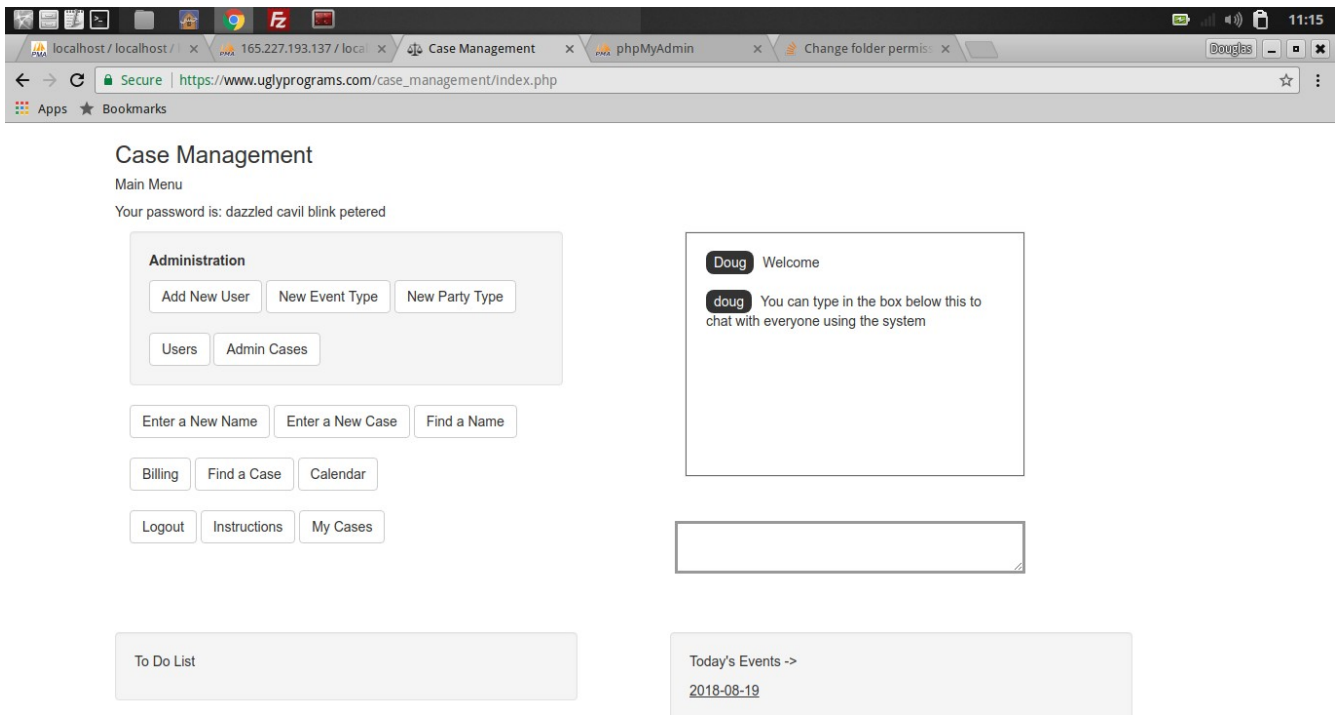 11:15
localhost / localhost /
165.227.193.137 / local
Case Management
phpMyAdmin
Change folder permis
Douglas
Secure | https://www.uglyprograms.com/case_management/index.php
Apps Bookmarks
Case Management
Main Menu
Your password is: dazzled cavil blink petered
Administration
Add New User New Event Type New Party Type
Users Admin Cases
Enter a New Name Enter a New Case Find a Name
Billing Find a Case Calendar
Logout Instructions My Cases
Doug Welcome
doug You can type in the box below this to
chat with everyone using the system
To Do List
Today's Events ->
2018-08-19